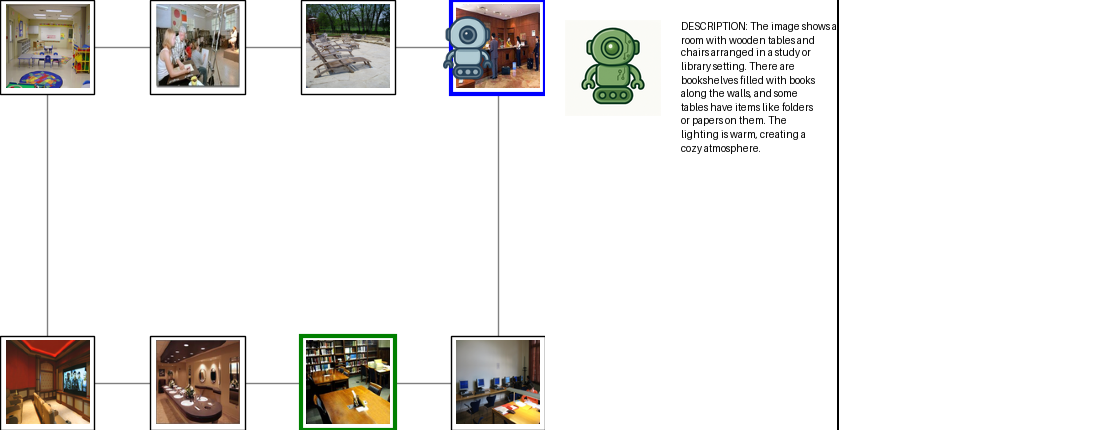 DESCRIPTION: The image shows a
room with wooden tables and
chairs arranged in a study or
library setting. There are
bookshelves filled with books
along the walls, and some
tables have items like folders
or papers on them. The
lighting is warm, creating a
cozy atmosphere.